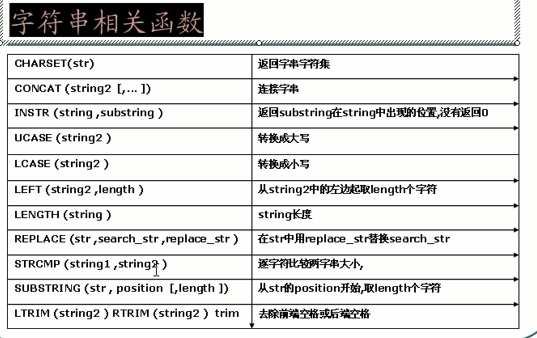 字符串相关函数
CHARSET(str) 返回字串字符集
CONCAT (string2 [,... ]) 连接字串
INSTR (string ,substring ) 返回substring在string中出现的位置,没有返回0
UCASE (string2 ) 转换成大写
LCASE (string2 ) 转换成小写
LEFT (string2 ,length ) 从string2中的左边起取length个字符
LENGTH (string ) string长度
REPLACE (str ,search_str ,replace_str ) 在str中用replace_str替换search_str
STRCMP (string1 ,string2 ) 逐字符比较两字串大小,
SUBSTRING (str , position [,length ]) 从str的position开始,取length个字符
LTRIM (string2 ) RTRIM (string2 ) trim 去除前端空格或后端空格